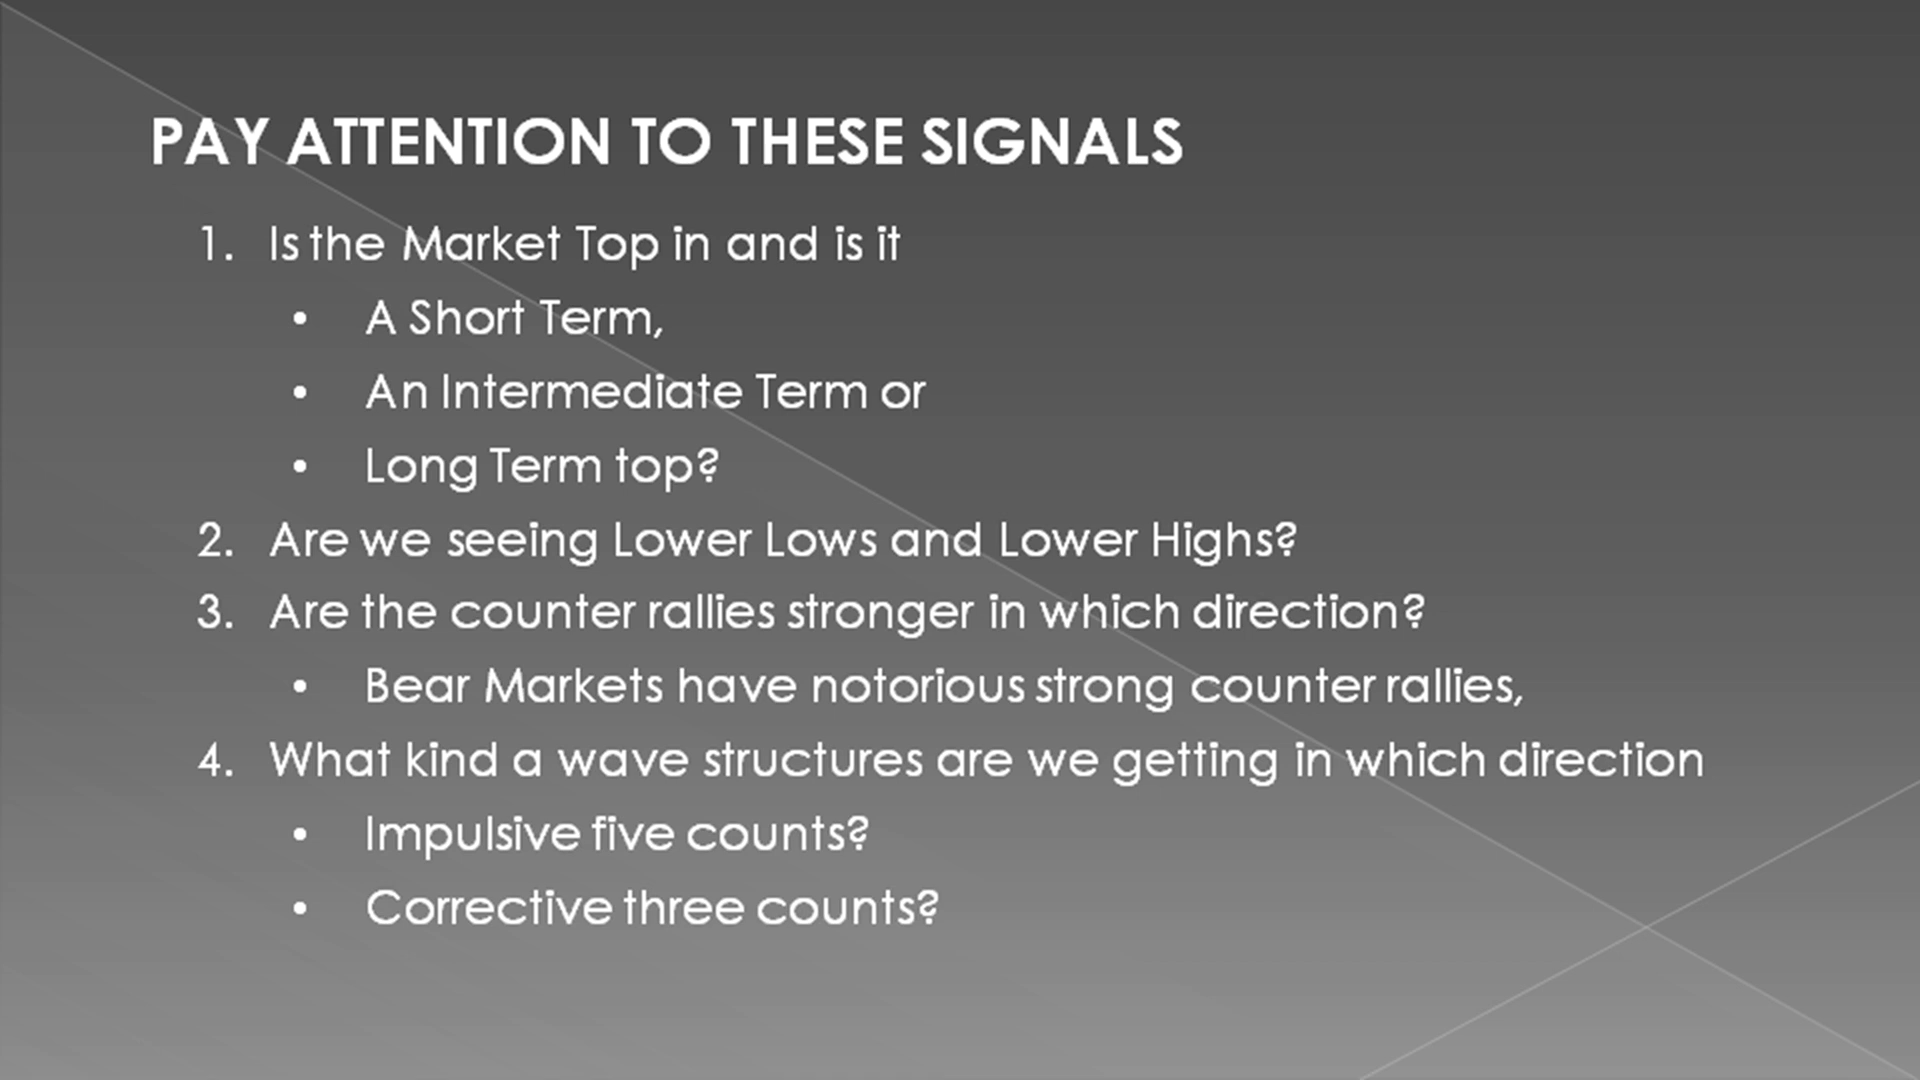 PAY ATTENTION TO THESE SIGNALS
1. Is the Market Top in and is it
• A Short Term,
• An Intermediate Term or
• Long Term top?
2. Are we seeing Lower Lows and Lower Highs?
3. Are the counter rallies stronger in which direction?
• Bear Markets have notorious strong counter rallies,
4. What kind a wave structures are we getting in which direction
• Impulsive five counts?
• Corrective three counts?